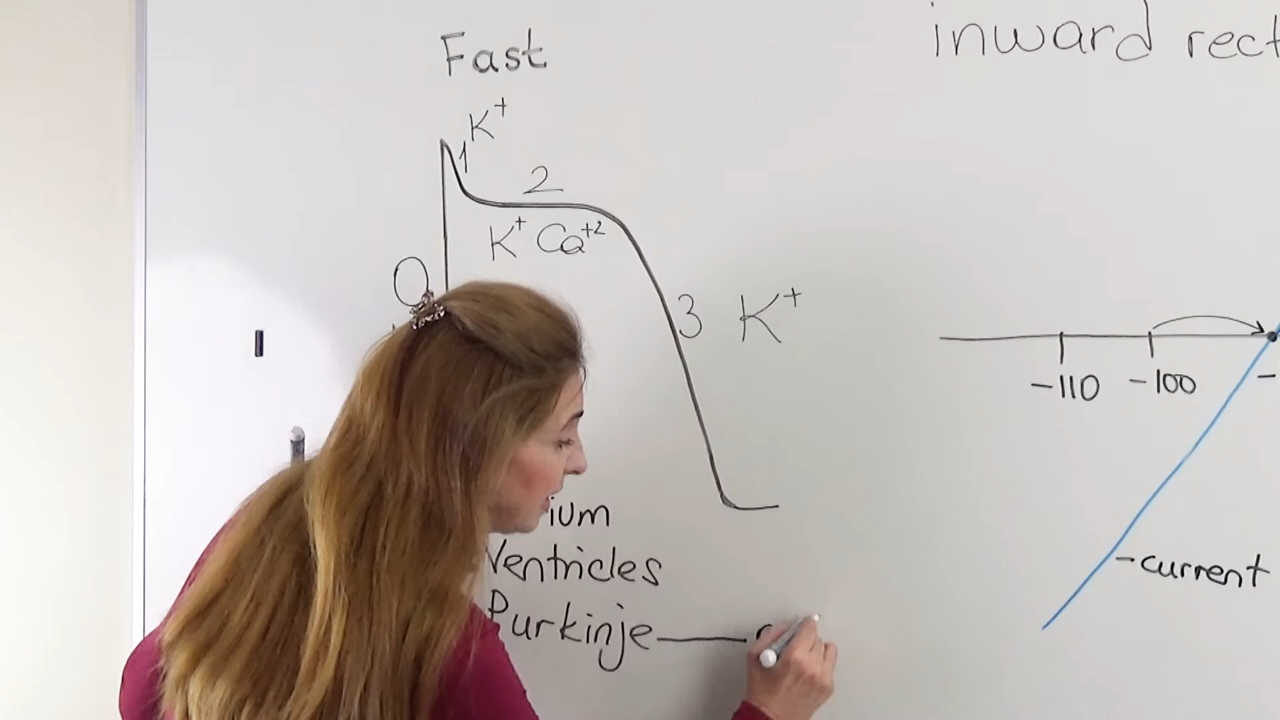 Fast
K+
1
2
K+ Ca+2
0
3 K+
ium
Ventricles
Purkinje
inward rect
-110 -100 -
-current